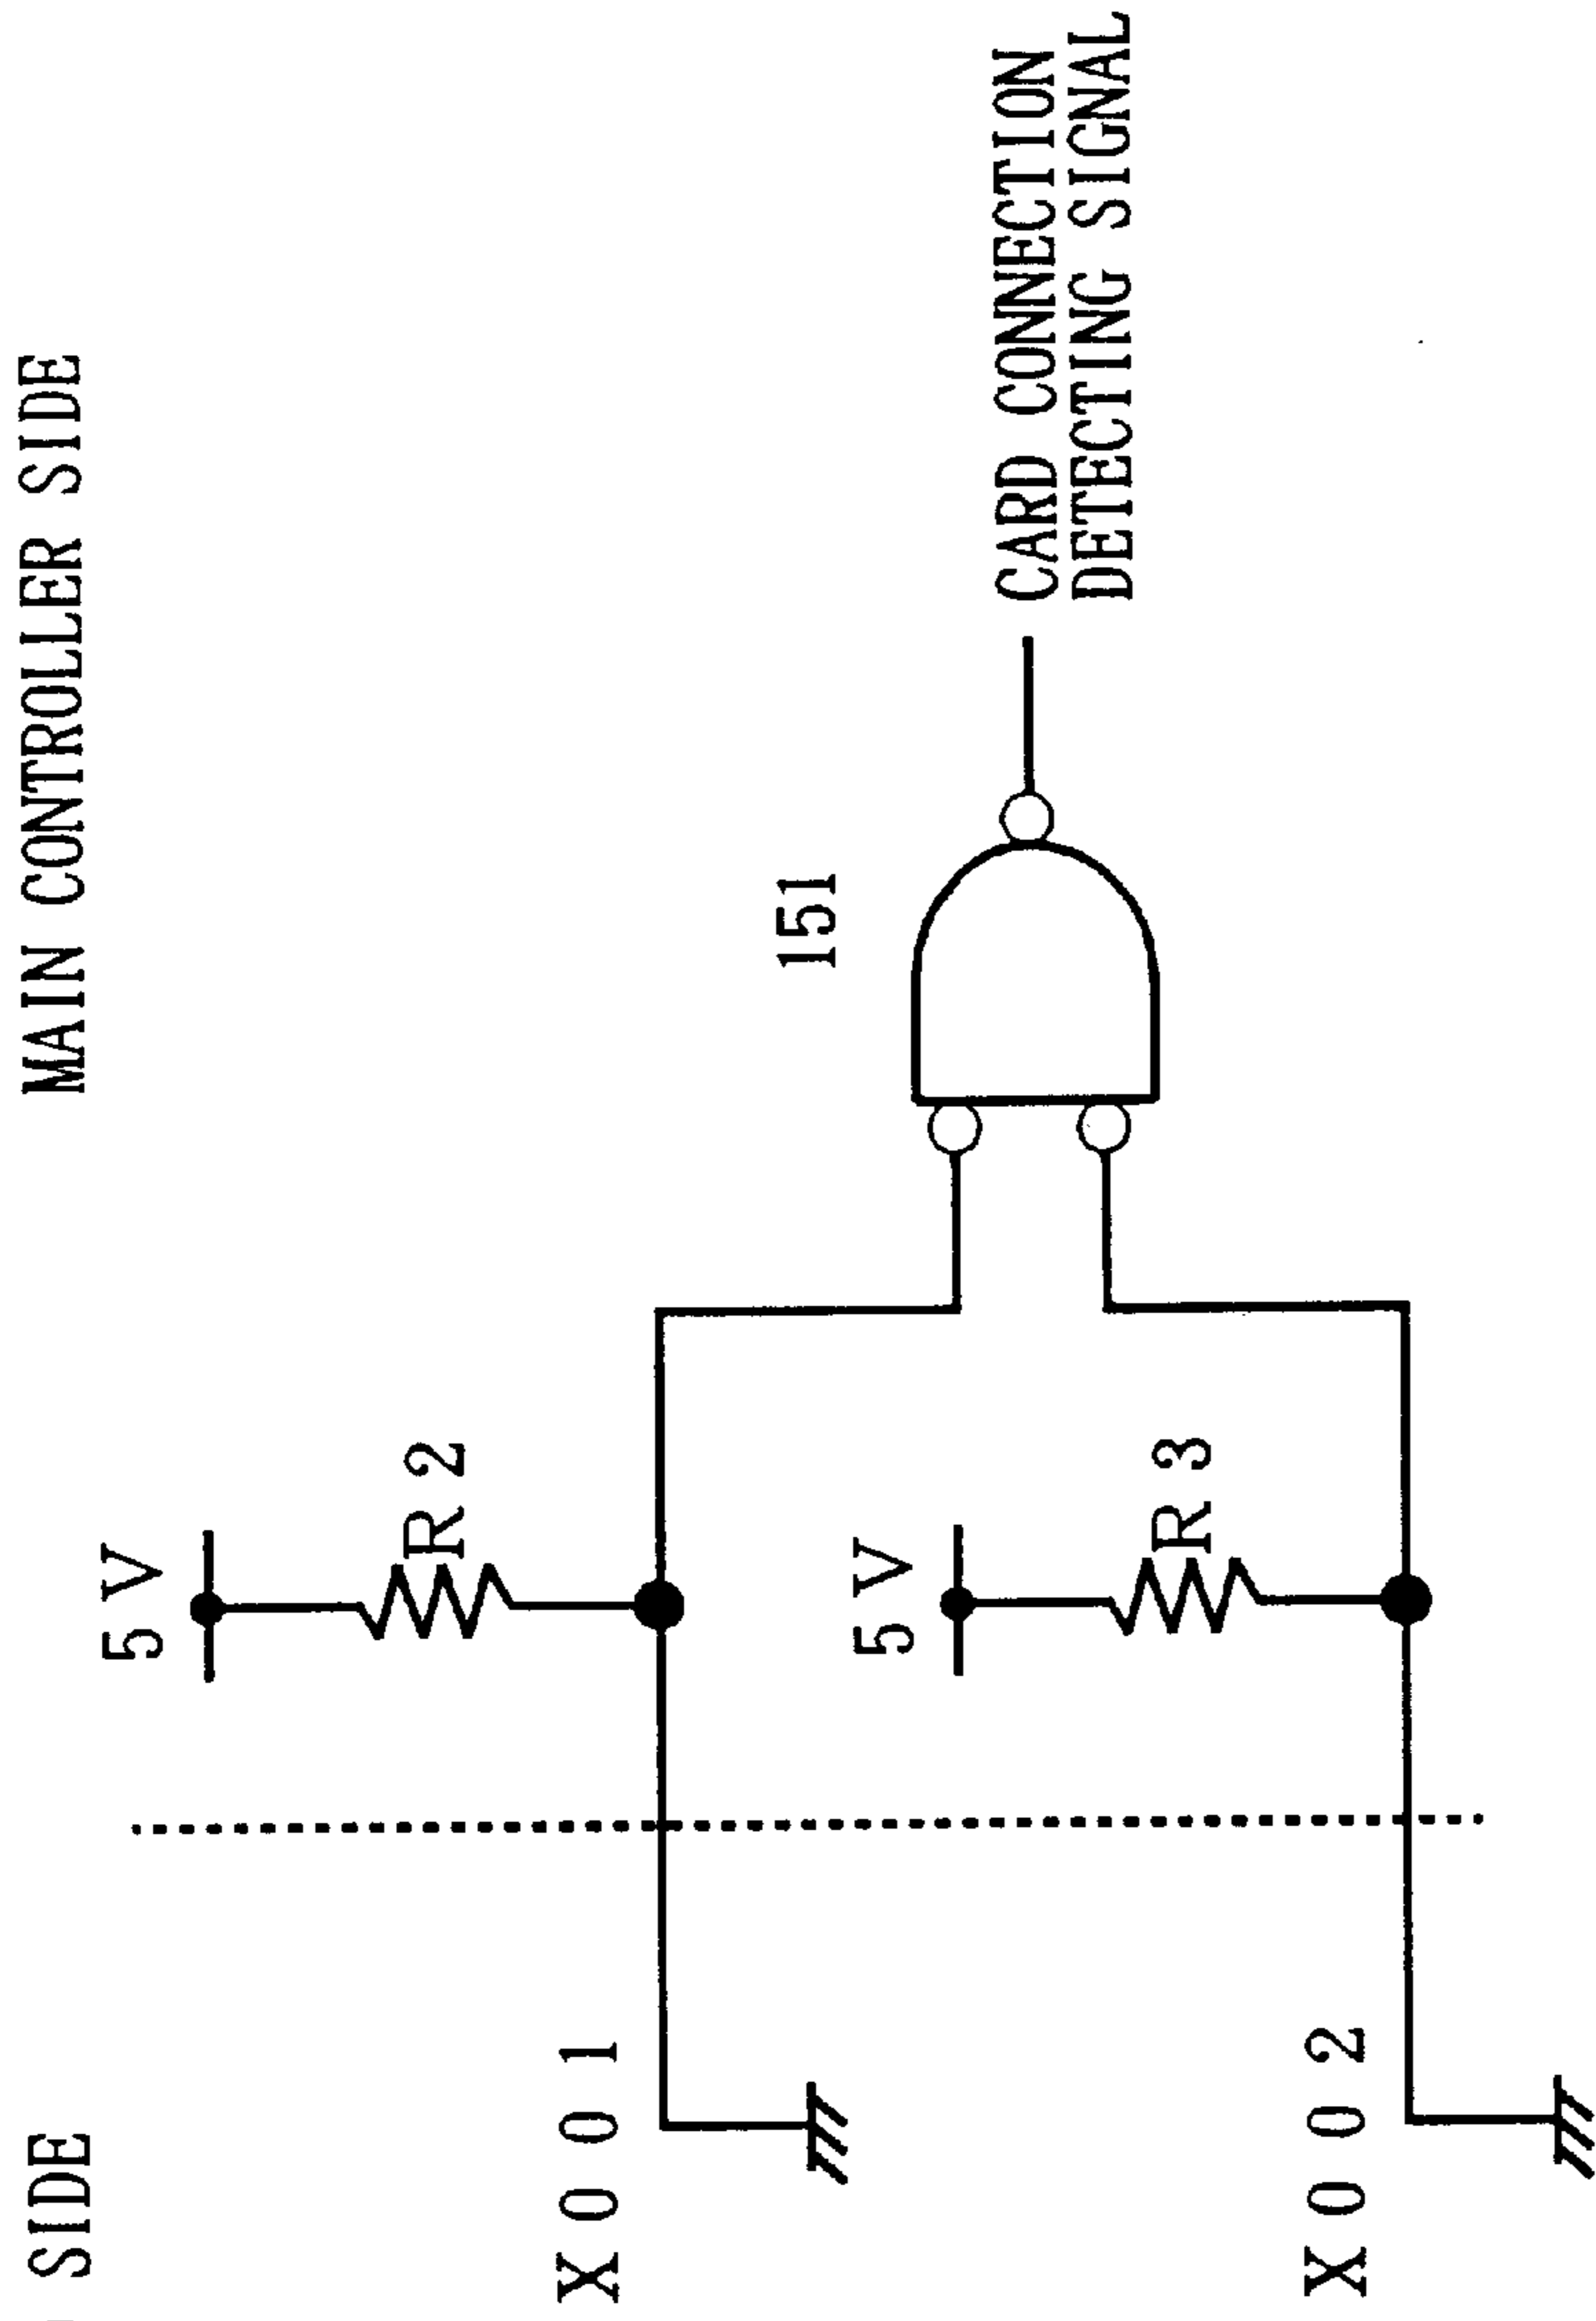 SIDE
MAIN CONTROLLER SIDE
5 V
R 2
X 0 0 1
151
CARD CONNECTION
DETECTING SIGNAL
5 V
R 3
X 0 0 2